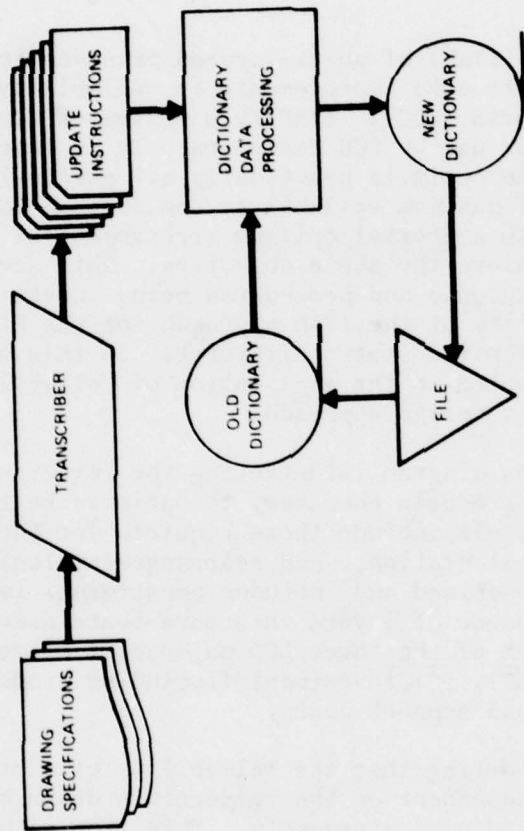 DRAWING
SPECIFICATIONS
TRANSCRIBER
UPDATE
INSTRUCTIONS
DICTIONARY
DATA
PROCESSING
NEW
DICTIONARY
FILE
OLD
DICTIONARY